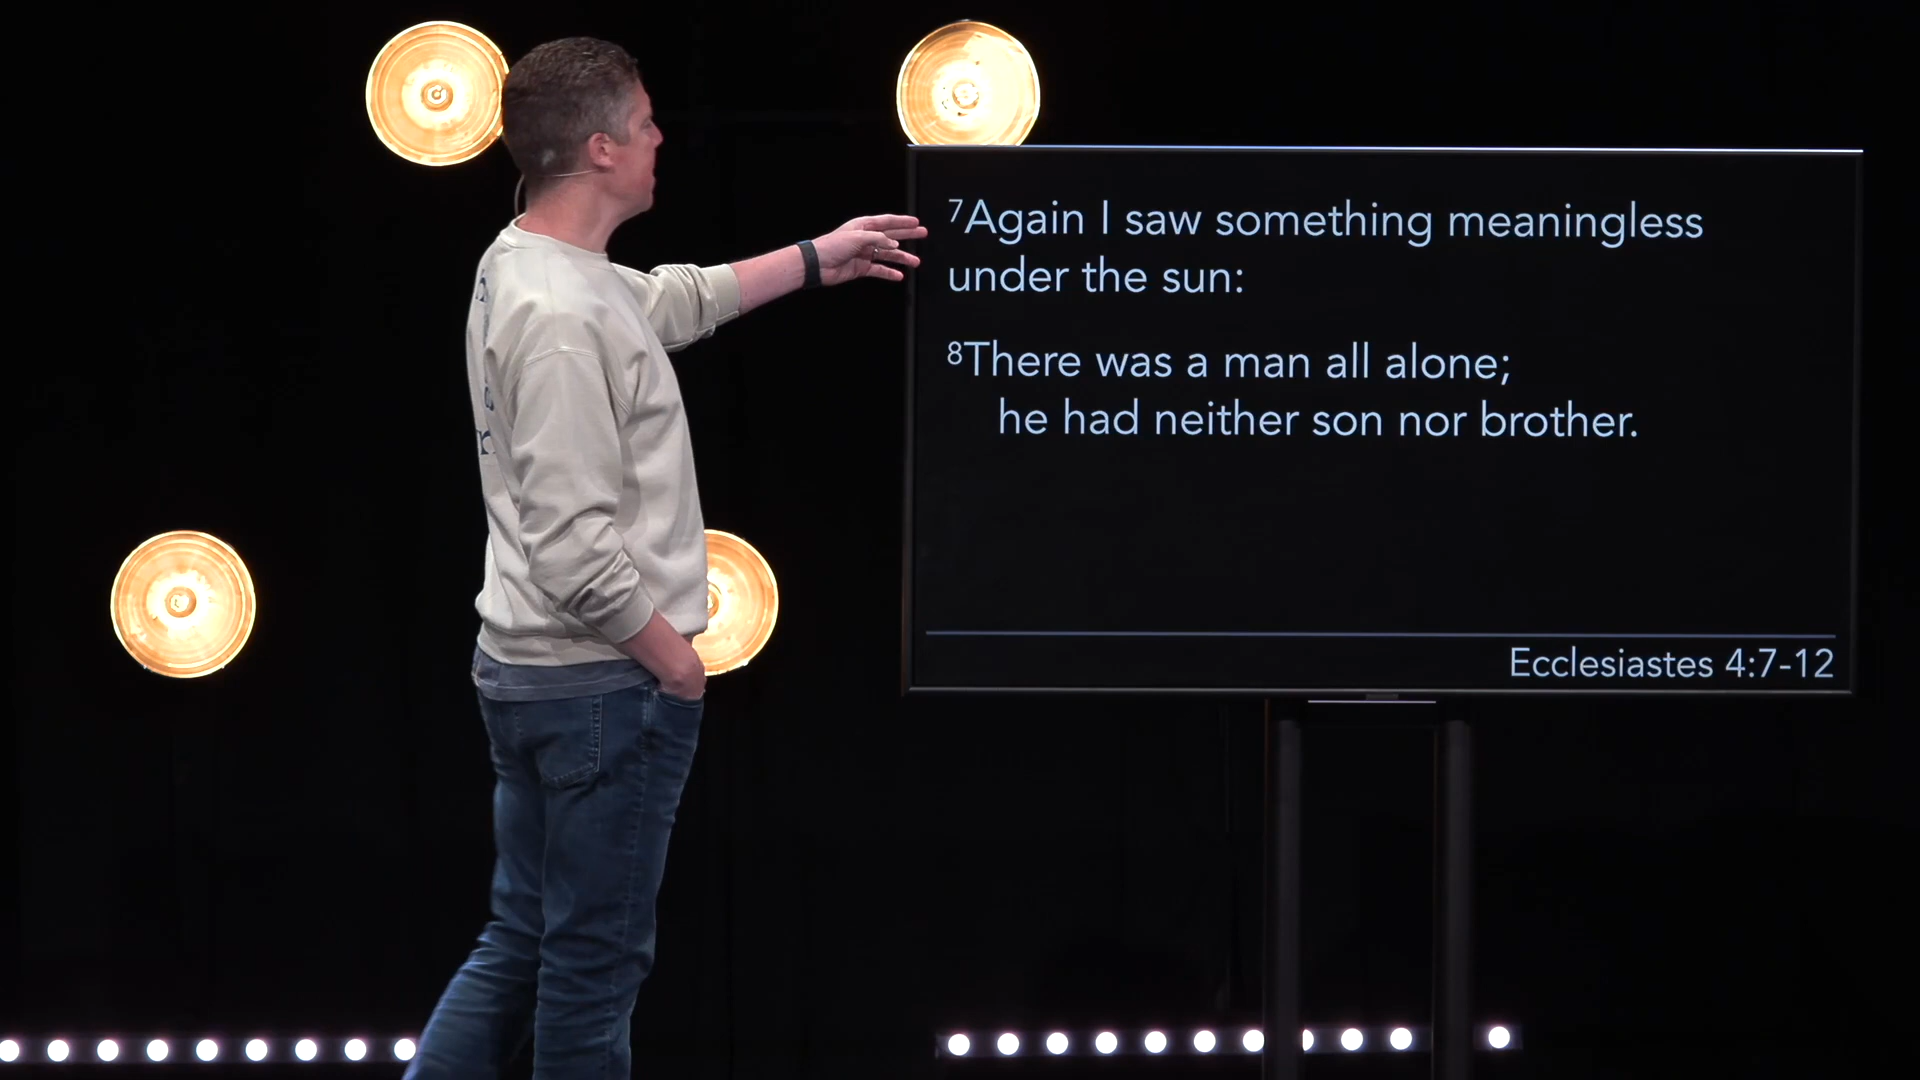 ⁷Again I saw something meaningless
under the sun:
⁸There was a man all alone;
he had neither son nor brother.
Ecclesiastes 4:7-12